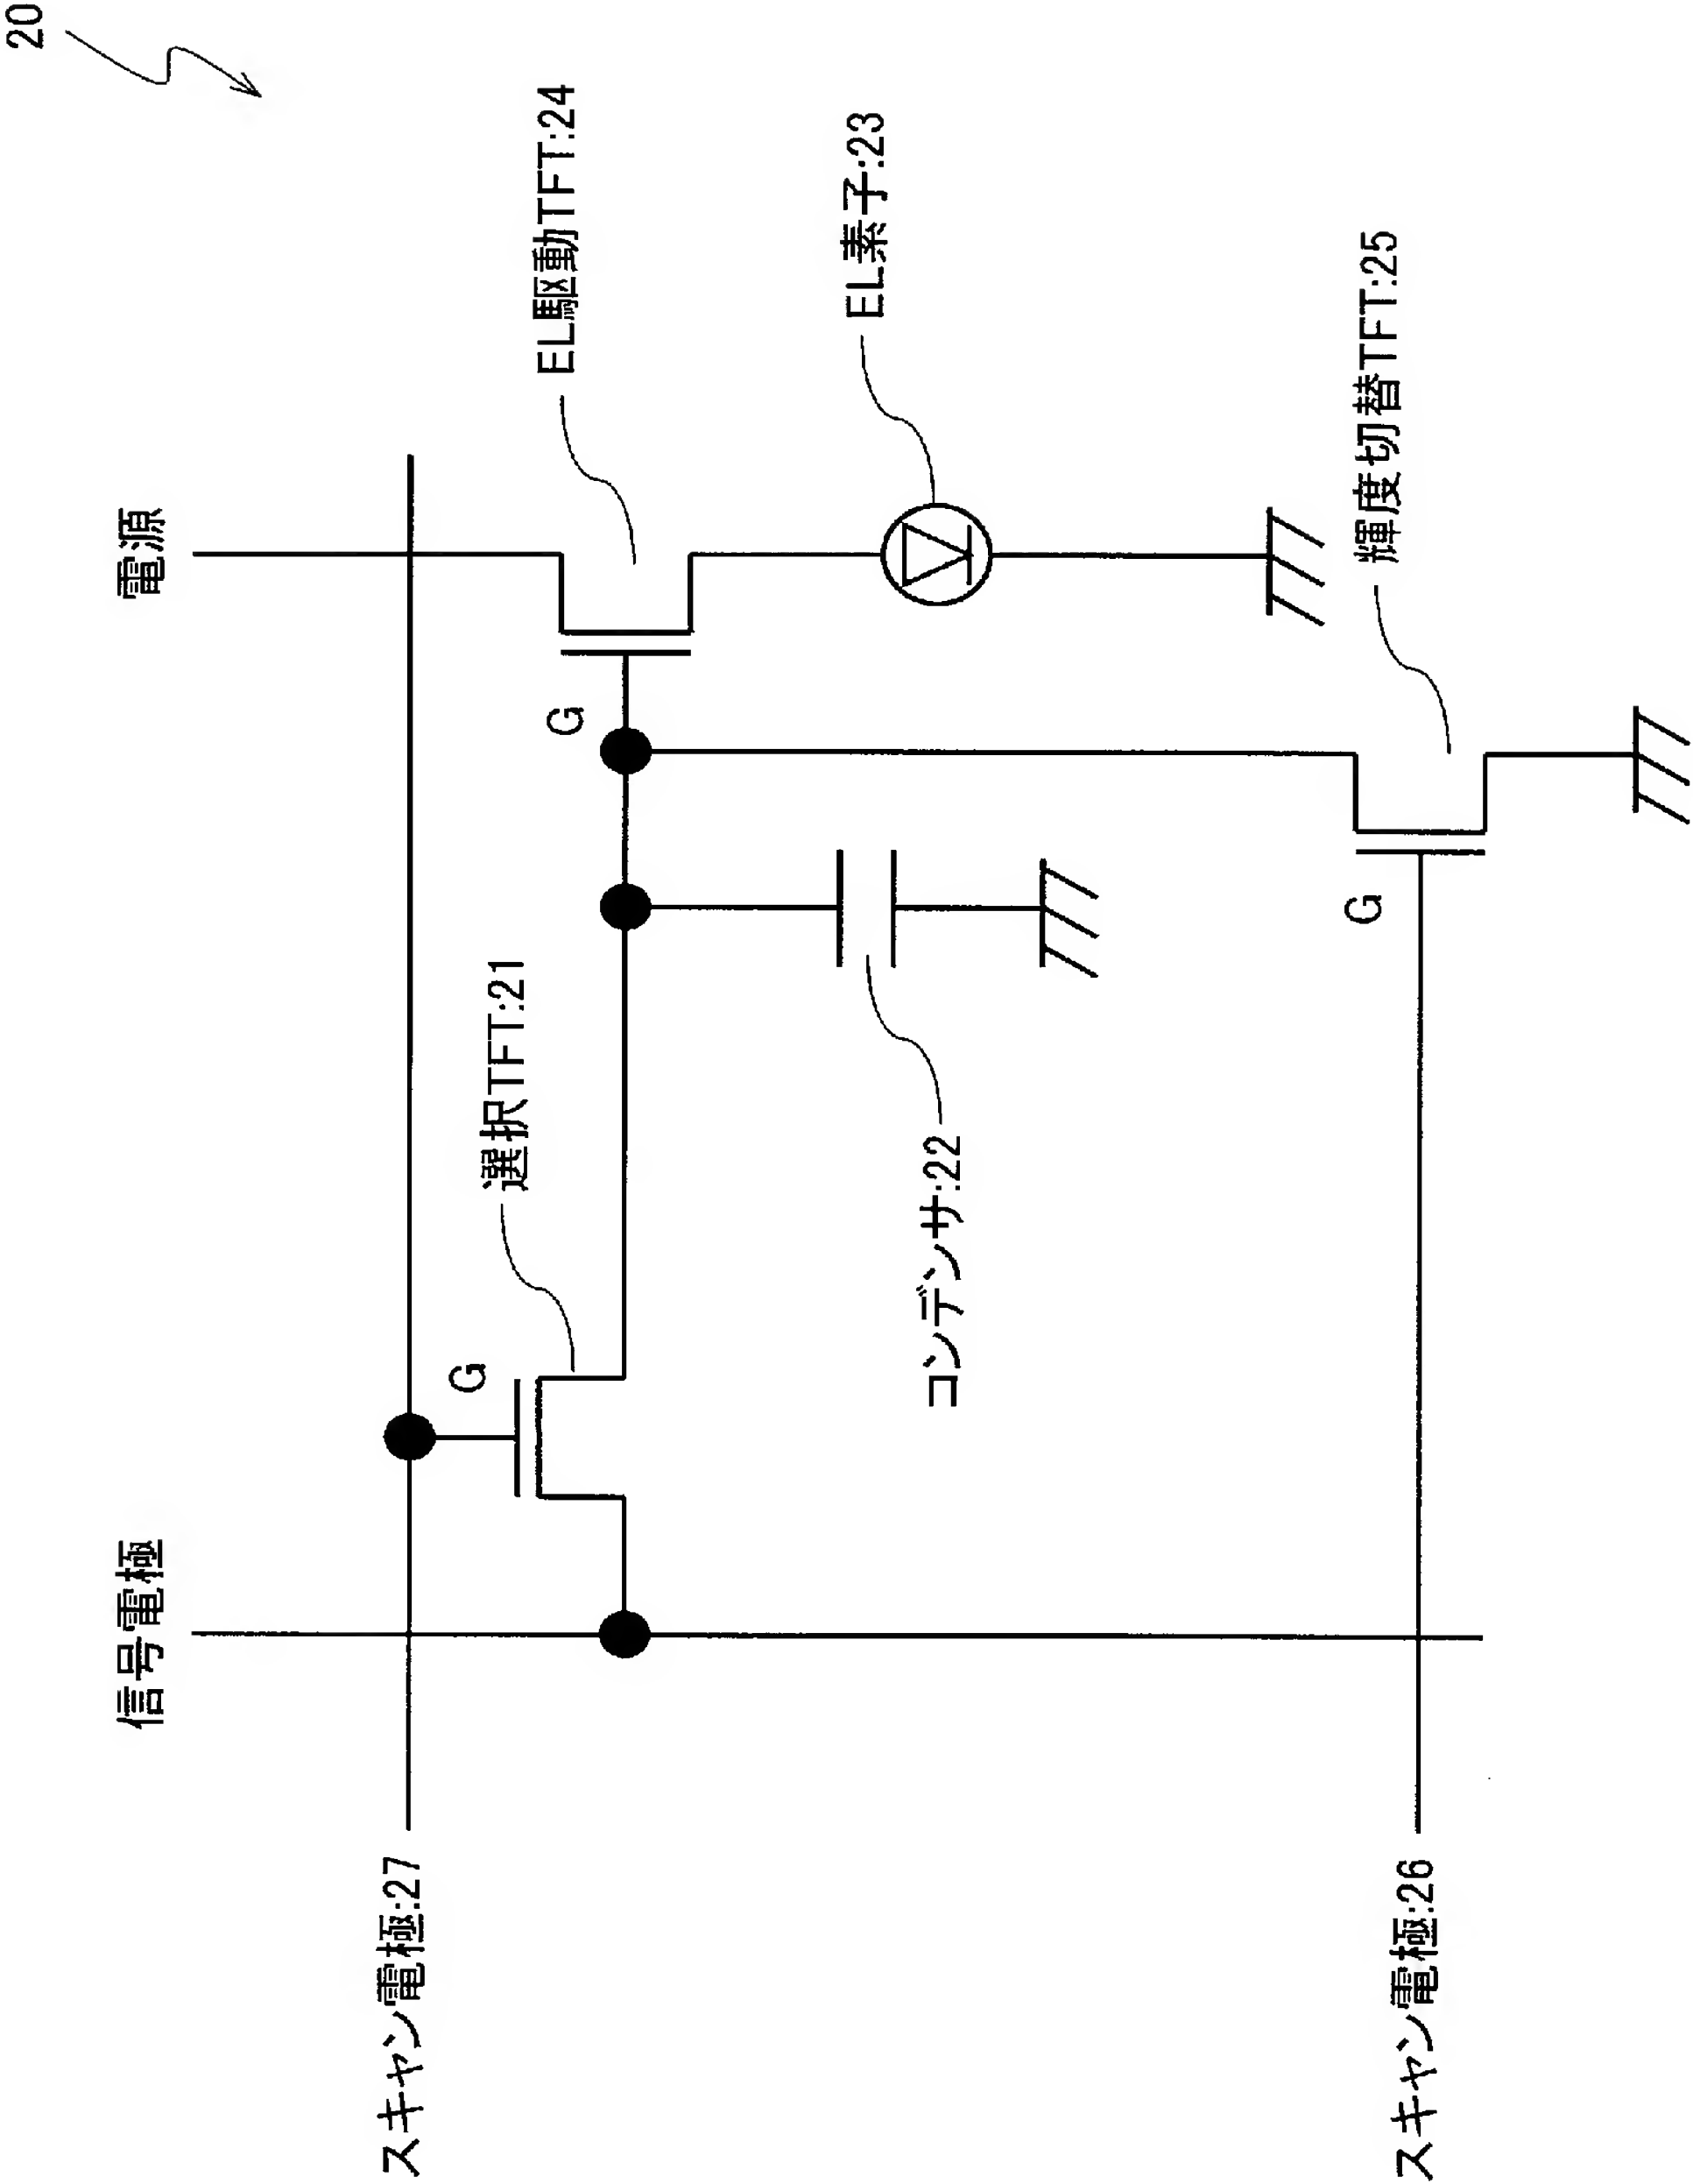 20
信号電極
電源
スキャン電極:27
G
選択TFT:21
G
EL駆動TFT:24
EL素子:23
コンデンサ:22
G
輝度切替TFT:25
スキャン電極:26